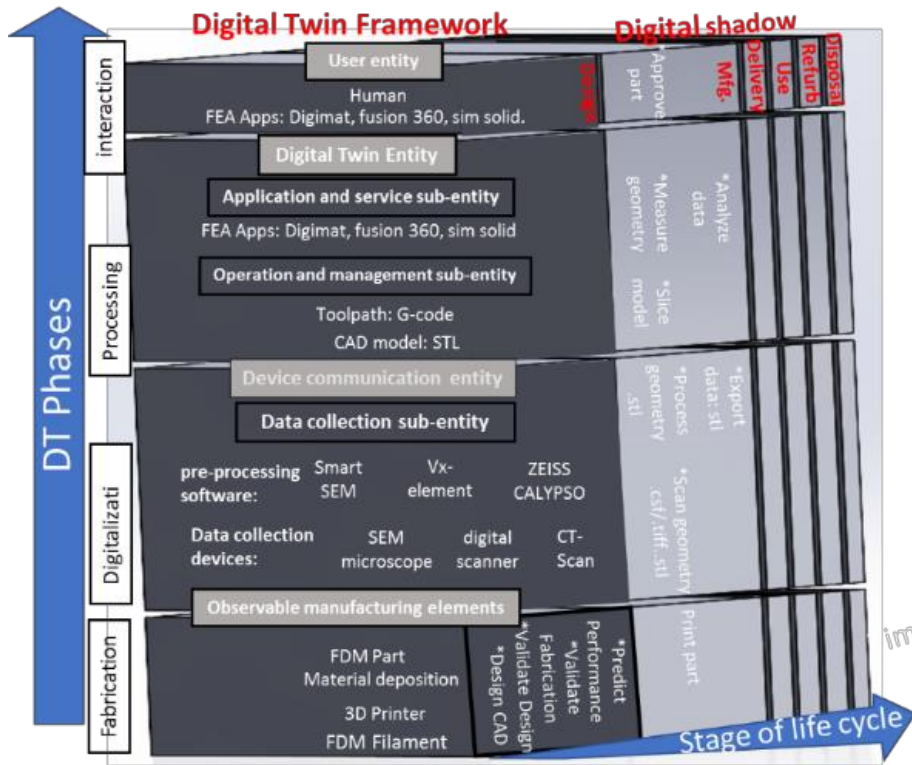 Digital Twin Framework
Digital shadow
DT Phases
interaction
Processing
Digitalizati
Fabrication
User entity
Human
FEA Apps: Digimat, fusion 360, sim solid.
Digital Twin Entity
Application and service sub-entity
FEA Apps: Digimat, fusion 360, sim solid
Operation and management sub-entity
Toolpath: G-code
CAD model: STL
Device communication entity
Data collection sub-entity
pre-processing software:
Smart SEM
Vx-element
ZEISS CALYPSO
Data collection devices:
SEM microscope
digital scanner
CT-Scan
Observable manufacturing elements
FDM Part
Material deposition
3D Printer
FDM Filament
*Predict
Performance
*Validate
Fabrication
*Validate Design
*Design CAD
Design
Mfg.
Delivery
Use
Refurb
Disposal
*Approve
part
*Analyze
data
*Measure
geometry
*Slice
model
*Export
data: stl
*Process
geometry
.stl
*Scan geometry
.csf/.tiff..stl
Print part
im
Stage of life cycle